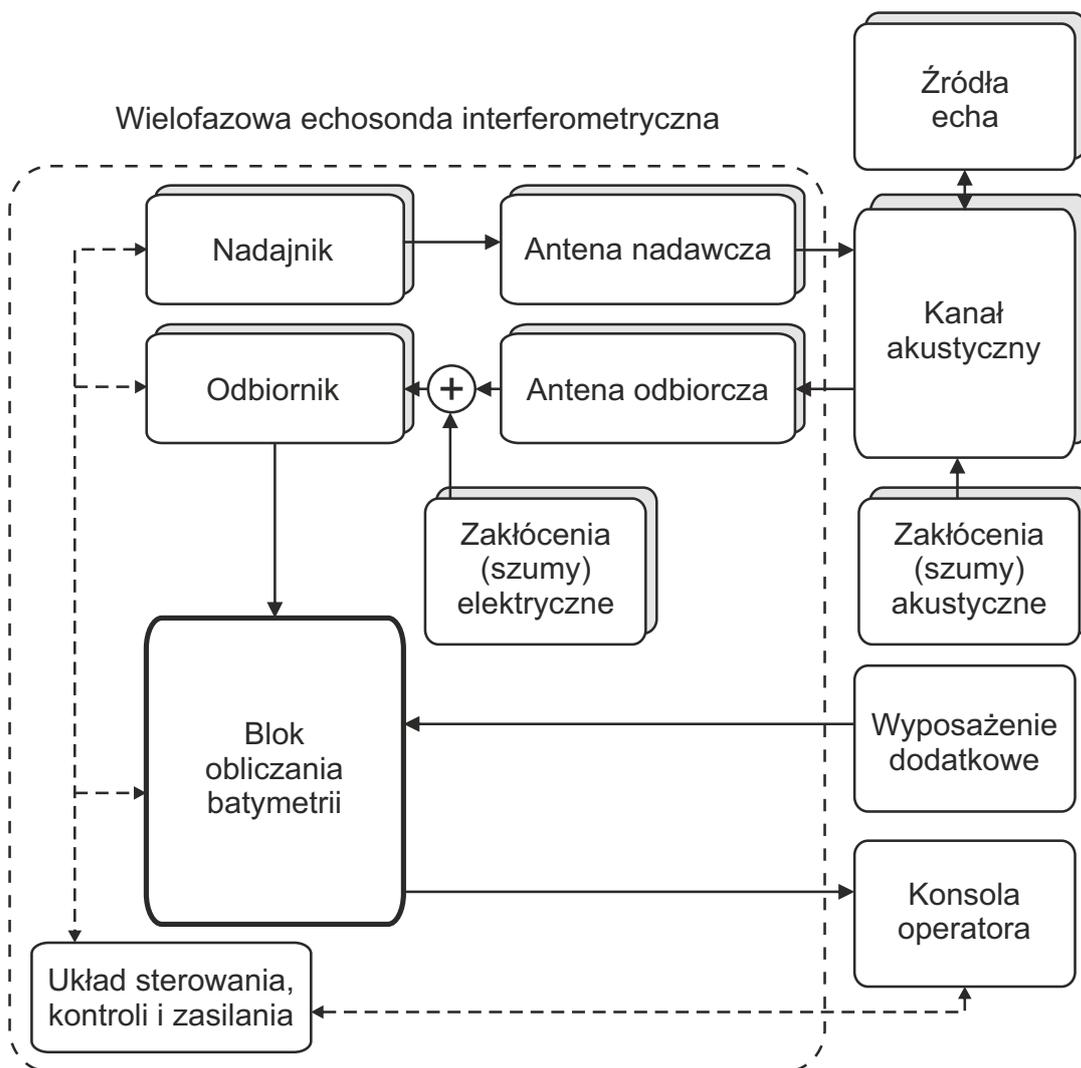 Źródła
echa
Wielofazowa echosonda interferometryczna
Nadajnik
Antena nadawcza
Kanał
akustyczny
Odbiornik
+
Antena odbiorcza
Zakłócenia
(szumy)
elektryczne
Zakłócenia
(szumy)
akustyczne
Blok
obliczania
batymetrii
Wyposażenie
dodatkowe
Konsola
operatora
Układ sterowania,
kontroli i zasilania